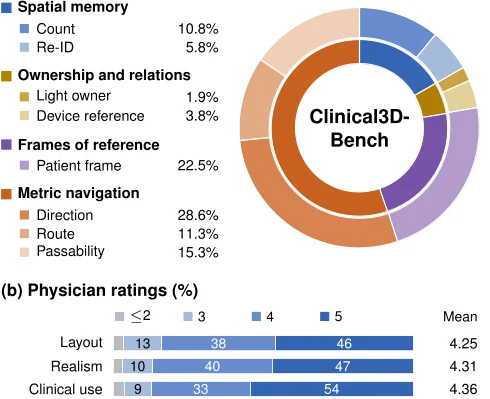 Spatial memory
Count 10.8%
Re-ID 5.8%
Ownership and relations
Light owner 1.9%
Device reference 3.8%
Frames of reference
Patient frame 22.5%
Metric navigation
Direction 28.6%
Route 11.3%
Passability 15.3%
Clinical3D-
Bench
(b) Physician ratings (%)
≤2 3 4 5 Mean
Layout 13 38 46 4.25
Realism 10 40 47 4.31
Clinical use 9 33 54 4.36